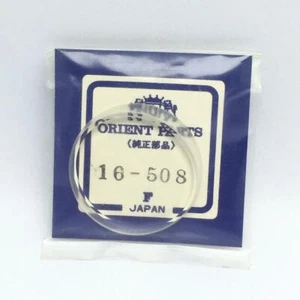 ORIENT PARTS
〈純正部品〉
16-508
F
JAPAN